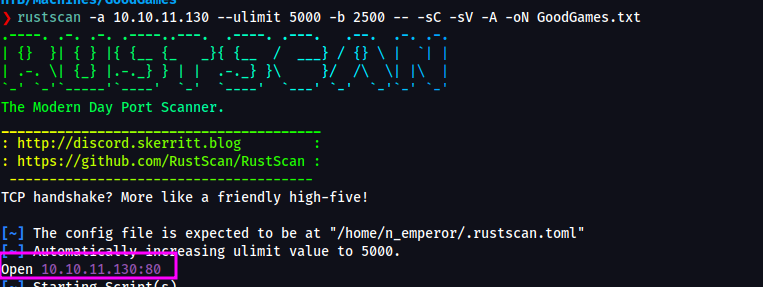 HTB/Machines/GoodGames
❯ rustscan -a 10.10.11.130 --ulimit 5000 -b 2500 -- -sC -sV -A -oN GoodGames.txt
.----. .-. .-. .----..---.  .----. .---.   .--.  .-. .-.
| {}  }| { } |{ {__ {_   _}{ {__  /  ___} / {} \ |  `| |
| .-. \| {_} |.-._} } | |  .-._} }\     }/  /\  \| |\  |
`-' `-'`-----'`----'  `-'  `----'  `---' `-'  `-'`-' `-'
The Modern Day Port Scanner.
________________________________________
: http://discord.skerritt.blog         :
: https://github.com/RustScan/RustScan :
 --------------------------------------
TCP handshake? More like a friendly high-five!
[~] The config file is expected to be at "/home/n_emperor/.rustscan.toml"
[~] Automatically increasing ulimit value to 5000.
Open 10.10.11.130:80
[~] Starting Script(s)